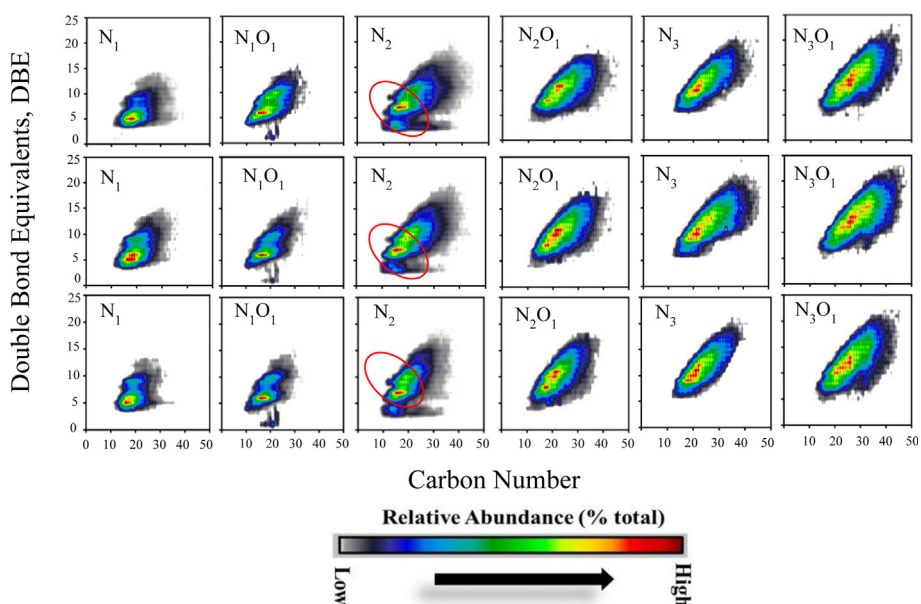 Double Bond Equivalents, DBE
25
20
15
10
5
0
N1
N1O1
N2
N2O1
N3
N3O1
25
20
15
10
5
0
N1
N1O1
N2
N2O1
N3
N3O1
25
20
15
10
5
0
N1
N1O1
N2
N2O1
N3
N3O1
0 10 20 30 40 50
10 20 30 40 50
10 20 30 40 50
10 20 30 40 50
10 20 30 40 50
10 20 30 40 50
Carbon Number
Relative Abundance (% total)
Low
High